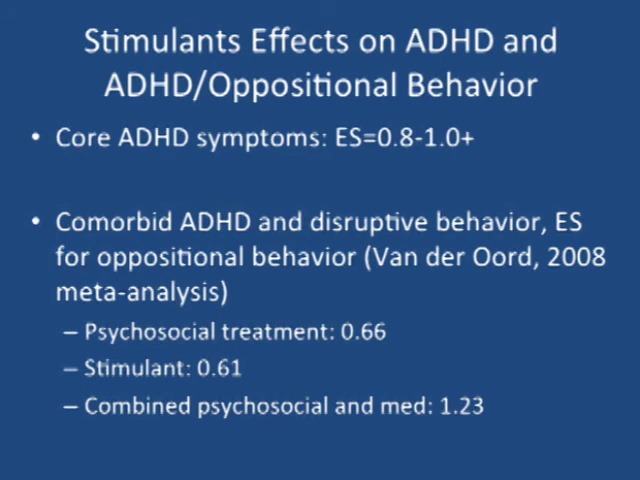 Stimulants Effects on ADHD and
ADHD/Oppositional Behavior
• Core ADHD symptoms: ES=0.8-1.0+
• Comorbid ADHD and disruptive behavior, ES
for oppositional behavior (Van der Oord, 2008
meta-analysis)
– Psychosocial treatment: 0.66
– Stimulant: 0.61
– Combined psychosocial and med: 1.23